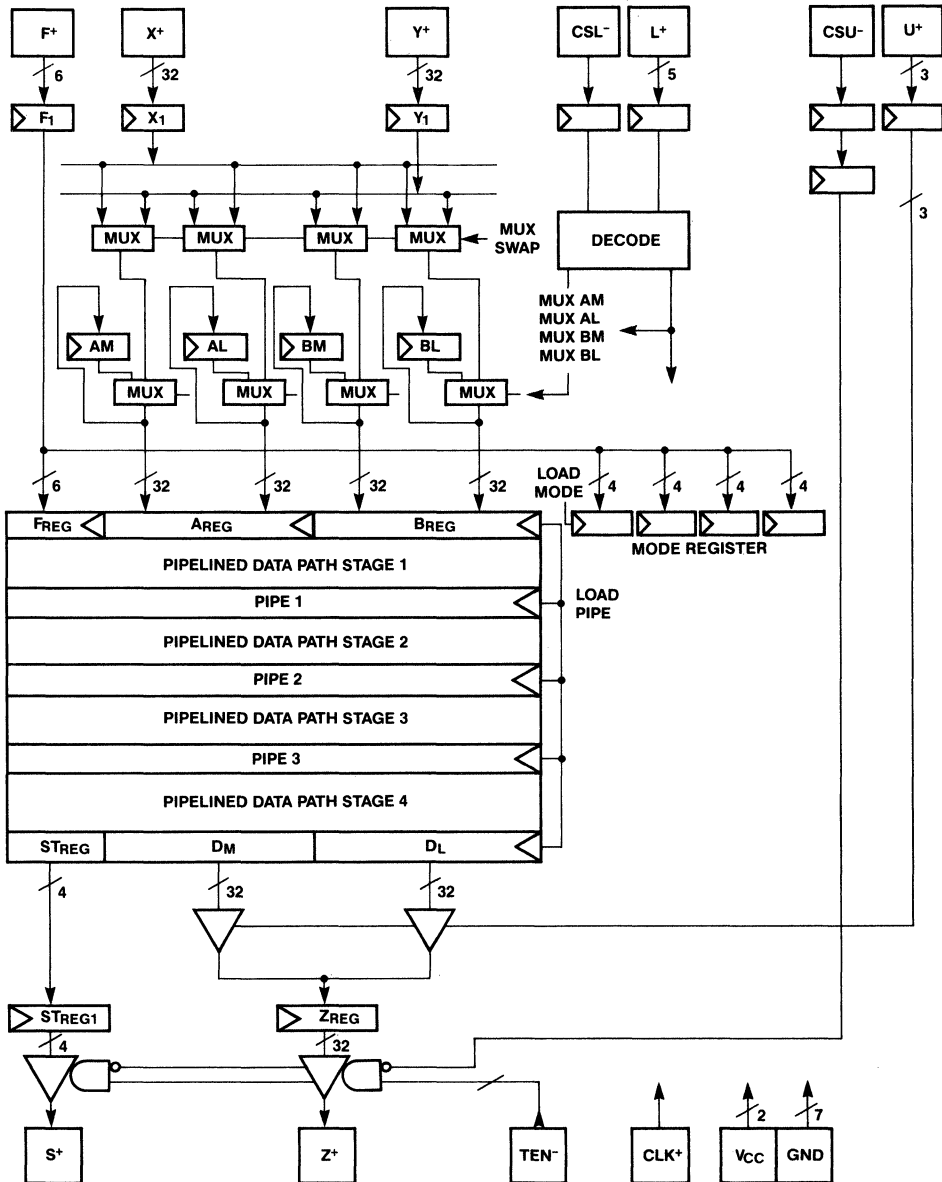 F+
X+
Y+
CSL-
L+
CSU-
U+
6
32
32
5
3
F1
X1
Y1
3
MUX
MUX
MUX
MUX
MUX
SWAP
DECODE
MUX AM
MUX AL
MUX BM
MUX BL
AM
AL
BM
BL
MUX
MUX
MUX
MUX
6
32
32
32
32
LOAD
MODE
4
4
4
4
FREG
AREG
BREG
MODE REGISTER
PIPELINED DATA PATH STAGE 1
PIPE 1
LOAD
PIPE
PIPELINED DATA PATH STAGE 2
PIPE 2
PIPELINED DATA PATH STAGE 3
PIPE 3
PIPELINED DATA PATH STAGE 4
STREG
DM
DL
4
32
32
STREG1
ZREG
4
32
2
7
S+
Z+
TEN-
CLK+
VCC
GND